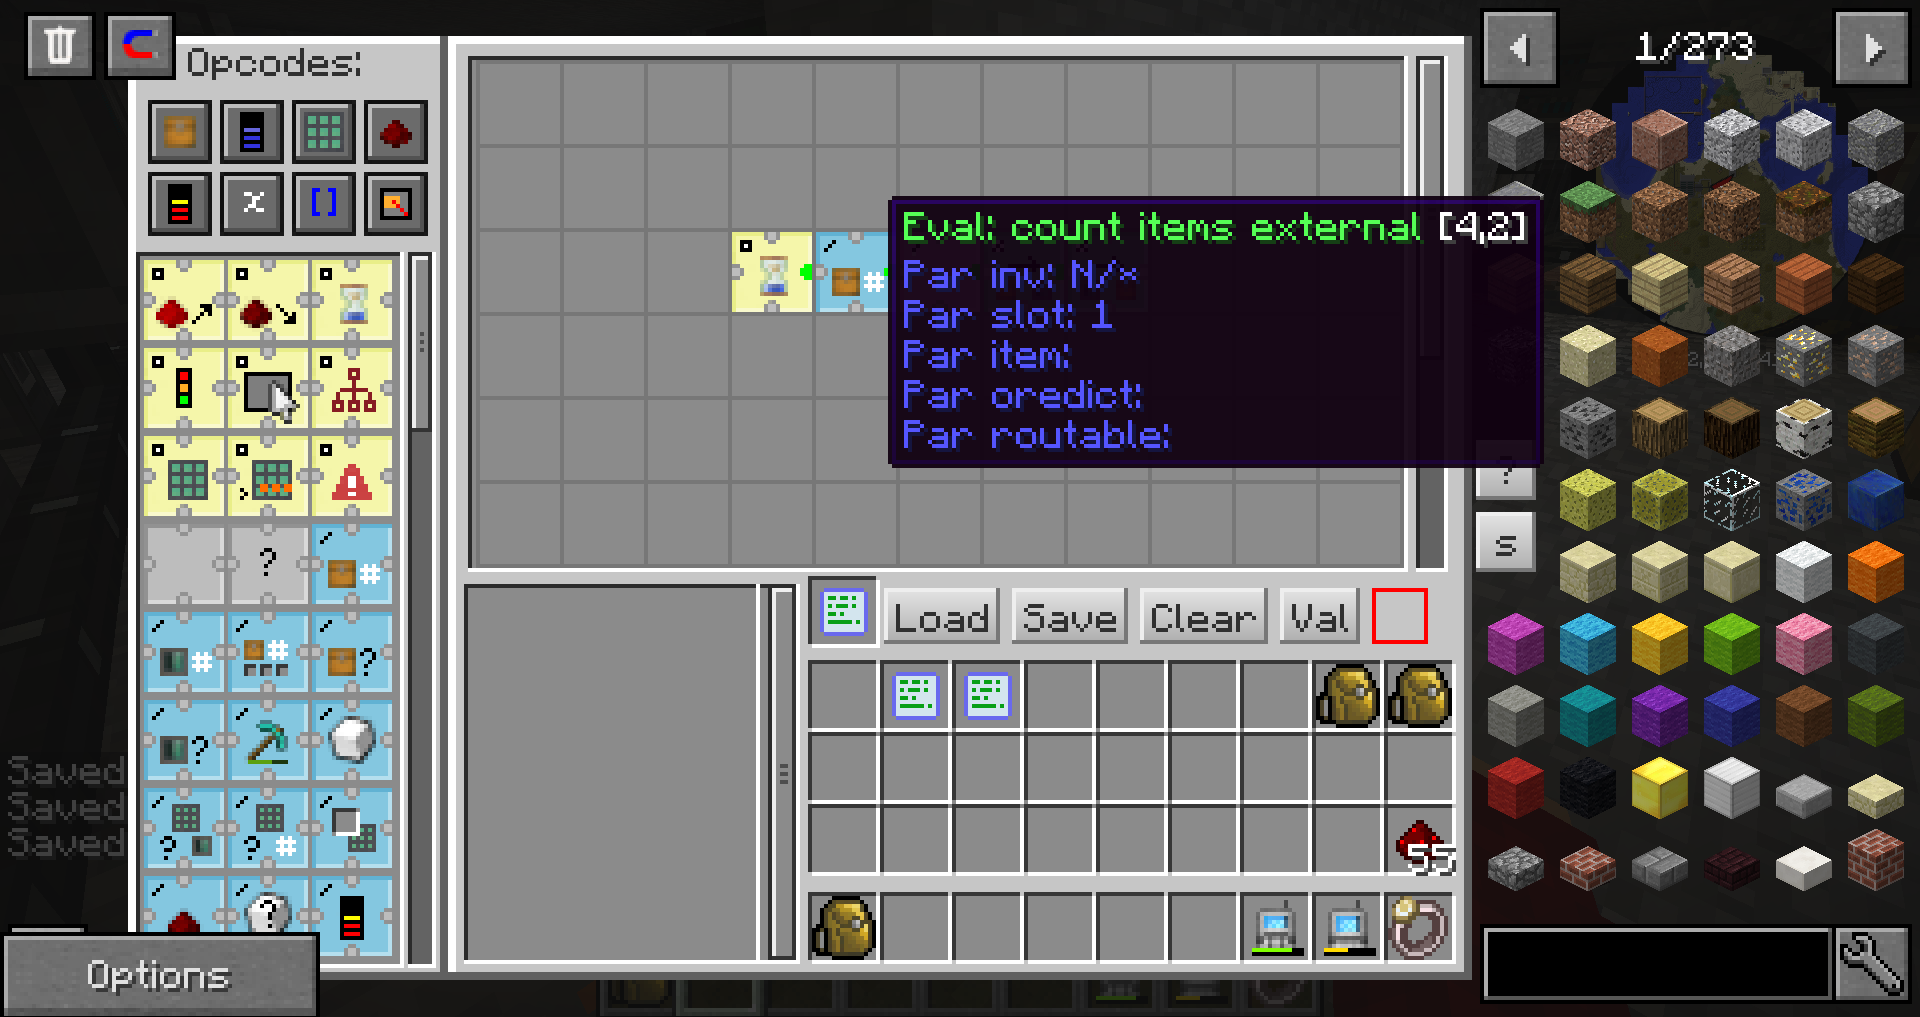 Opcodes:
1/273
Eval: count items external [4,2]
Par inv: N/x
Par slot: 1
Par item:
Par oredict:
Par routable:
?
s
Load
Save
Clear
Val
55
Saved
Saved
Saved
Options